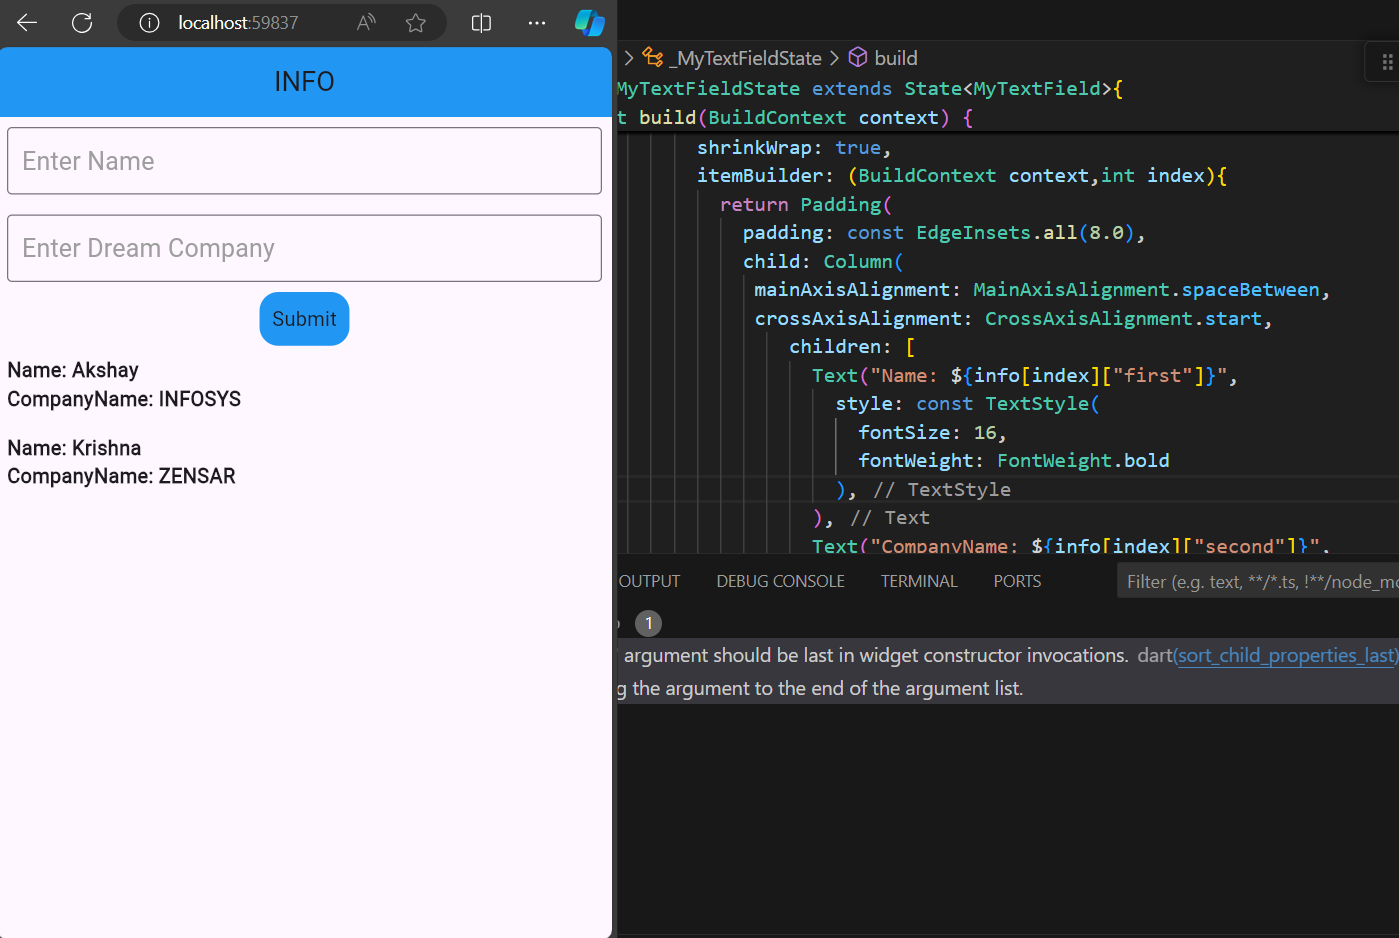 localhost:59837
INFO
Enter Name
Enter Dream Company
Submit
Name: Akshay
CompanyName: INFOSYS
Name: Krishna
CompanyName: ZENSAR
_MyTextFieldState > build
MyTextFieldState extends State<MyTextField>{
t build(BuildContext context) {
shrinkWrap: true,
itemBuilder: (BuildContext context,int index){
return Padding(
padding: const EdgeInsets.all(8.0),
child: Column(
mainAxisAlignment: MainAxisAlignment.spaceBetween,
crossAxisAlignment: CrossAxisAlignment.start,
children: [
Text("Name: ${info[index]["first"]}",
style: const TextStyle(
fontSize: 16,
fontWeight: FontWeight.bold
), // TextStyle
), // Text
Text("CompanyName: ${info[index]["second"]}",
OUTPUT DEBUG CONSOLE TERMINAL PORTS Filter (e.g. text, **/*.ts, !**/node_mo
1
argument should be last in widget constructor invocations. dart(sort_child_properties_last)
g the argument to the end of the argument list.